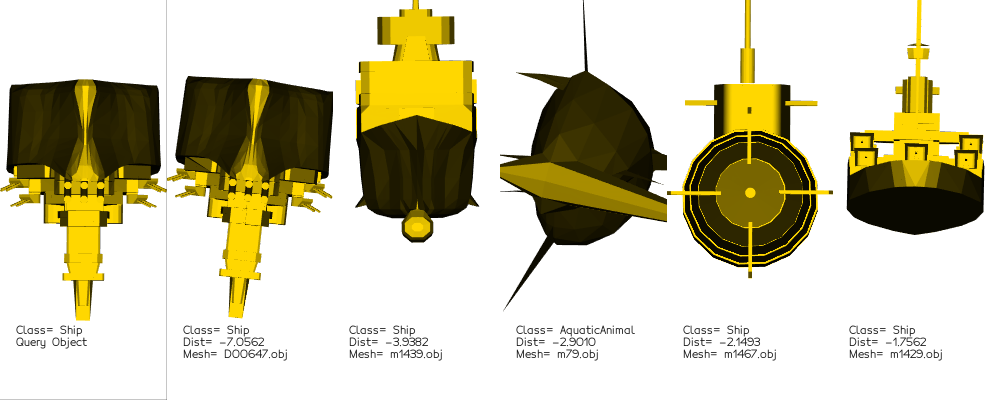 Class= Ship
Query Object
Class= Ship
Dist= -7.0562
Mesh= D00647.obj
Class= Ship
Dist= -3.9382
Mesh= m1439.obj
Class= AquaticAnimal
Dist= -2.9010
Mesh= m79.obj
Class= Ship
Dist= -2.1493
Mesh= m1467.obj
Class= Ship
Dist= -1.7562
Mesh= m1429.obj